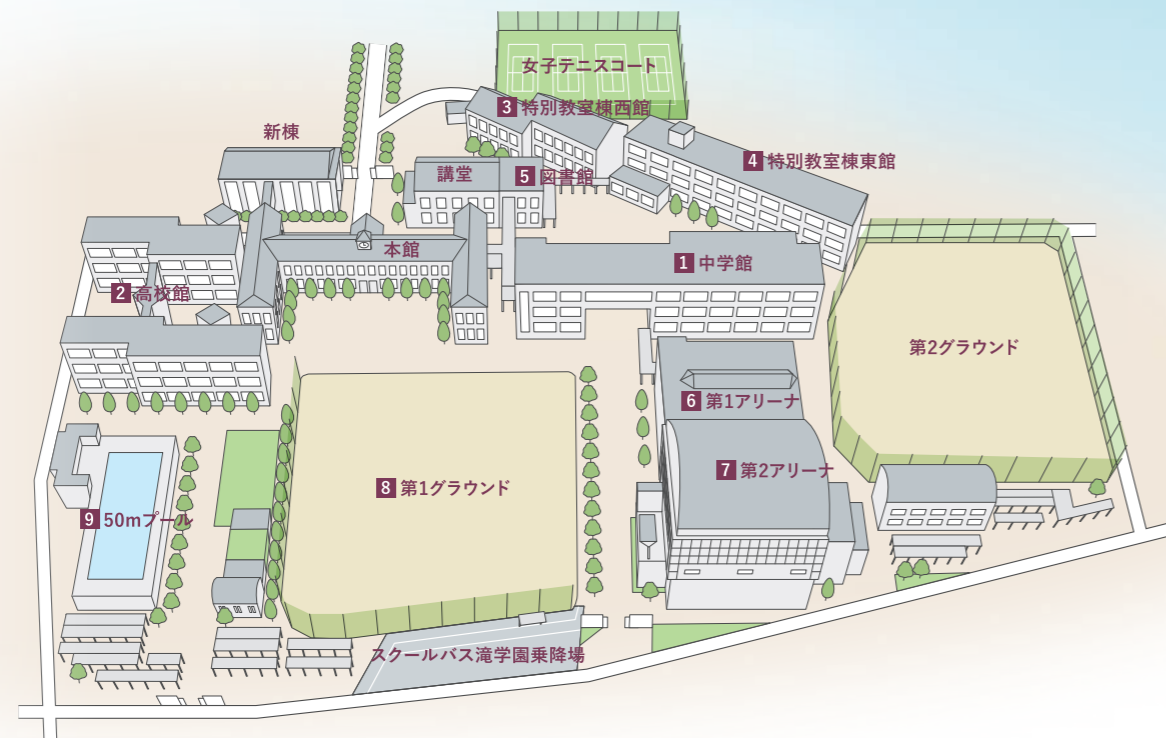 女子テニスコート
3 特別教室棟西館
新棟
4 特別教室棟東館
講堂
5 図書館
本館
1 中学館
2 高校館
第2グラウンド
6 第1アリーナ
7 第2アリーナ
8 第1グラウンド
9 50mプール
スクールバス滝学園乗降場